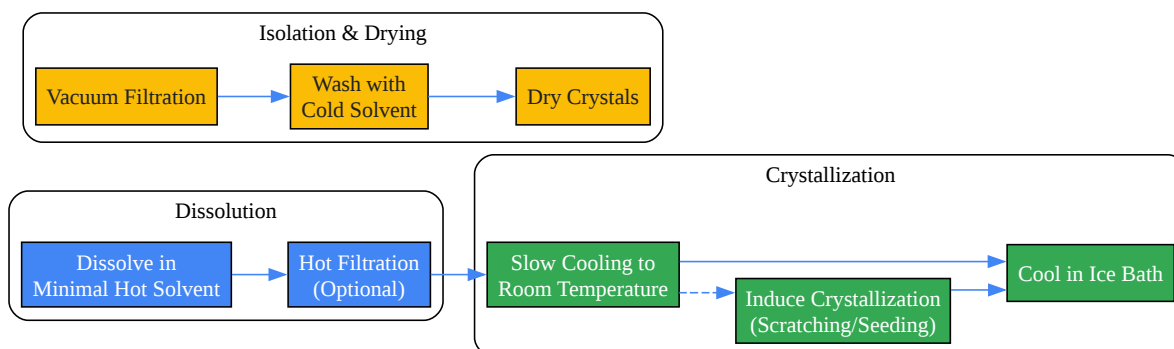 Isolation & Drying
Vacuum Filtration
Wash with
Cold Solvent
Dry Crystals
Dissolution
Dissolve in
Minimal Hot Solvent
Hot Filtration
(Optional)
Crystallization
Slow Cooling to
Room Temperature
Induce Crystallization
(Scratching/Seeding)
Cool in Ice Bath